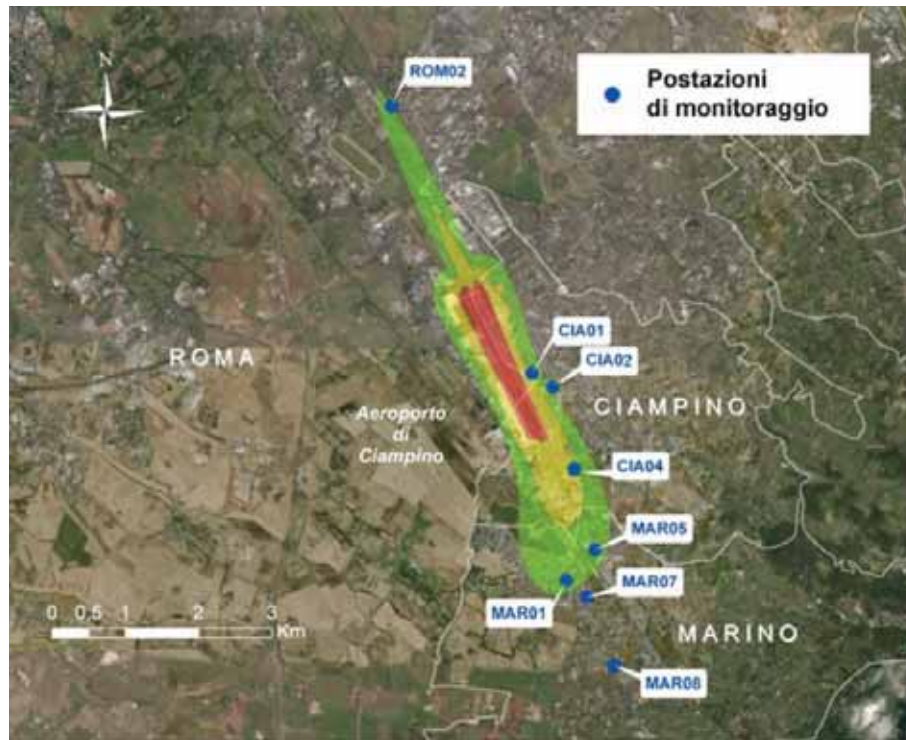 N
ROM02
Postazioni
di monitoraggio
CIA01
CIA02
ROMA
CIAMPINO
Aeroporto
di
Ciampino
CIA04
MAR05
MAR07
MAR01
0 0.5 1 2 3
Km
MARINO
MAR08